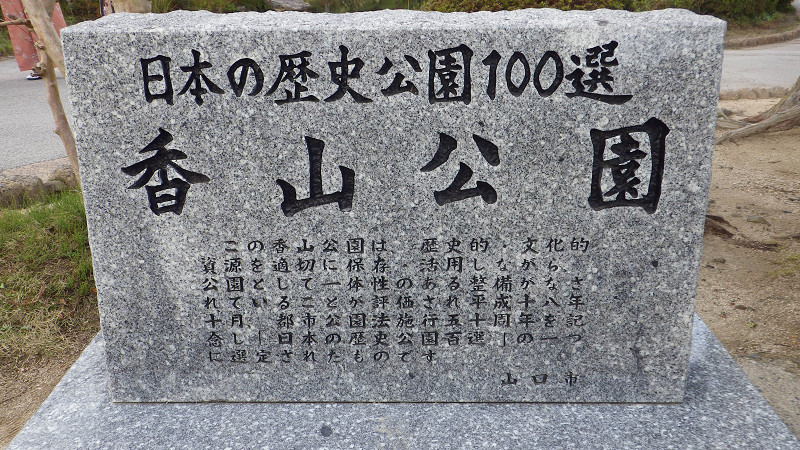 日本の歴史公園100選
香山公園
この香山公園は歴史的・文化的
資源を適切に保存活用しながら
公園として一体性のある整備がなさ
れていることが評価され平成十八年
十月、都市公園法施行五十周年を記
念し「日本の歴史公園百選」の一つ
に選定されたものです
山口市